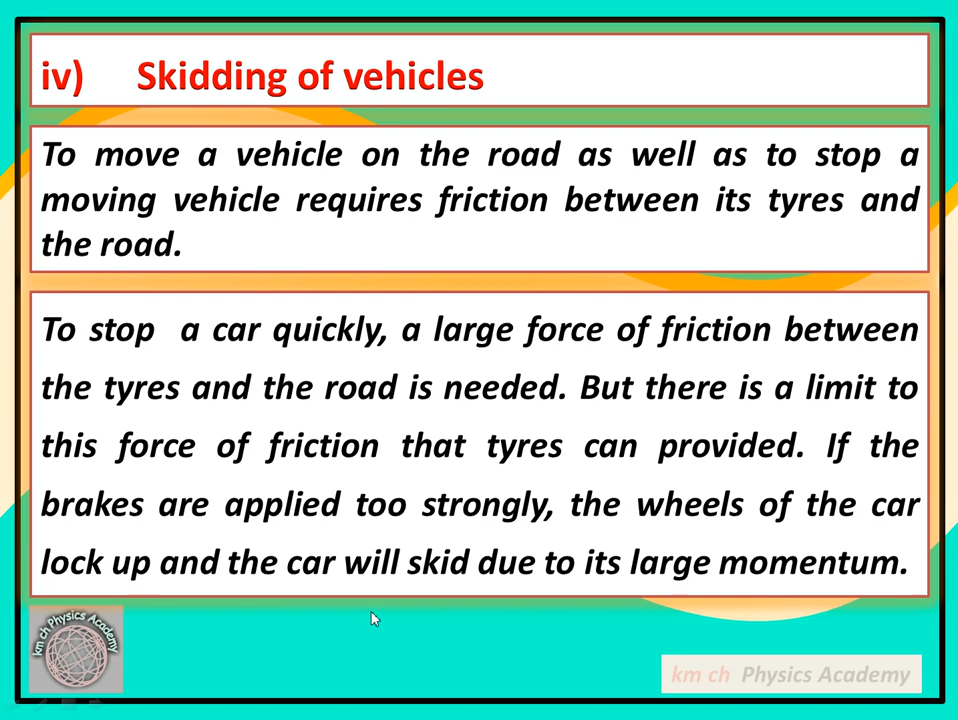 iv) Skidding of vehicles
To move a vehicle on the road as well as to stop a
moving vehicle requires friction between its tyres and
the road.
To stop a car quickly, a large force of friction between
the tyres and the road is needed. But there is a limit to
this force of friction that tyres can provided. If the
brakes are applied too strongly, the wheels of the car
lock up and the car will skid due to its large momentum.
km ch Physics Academy
km ch Physics Academy